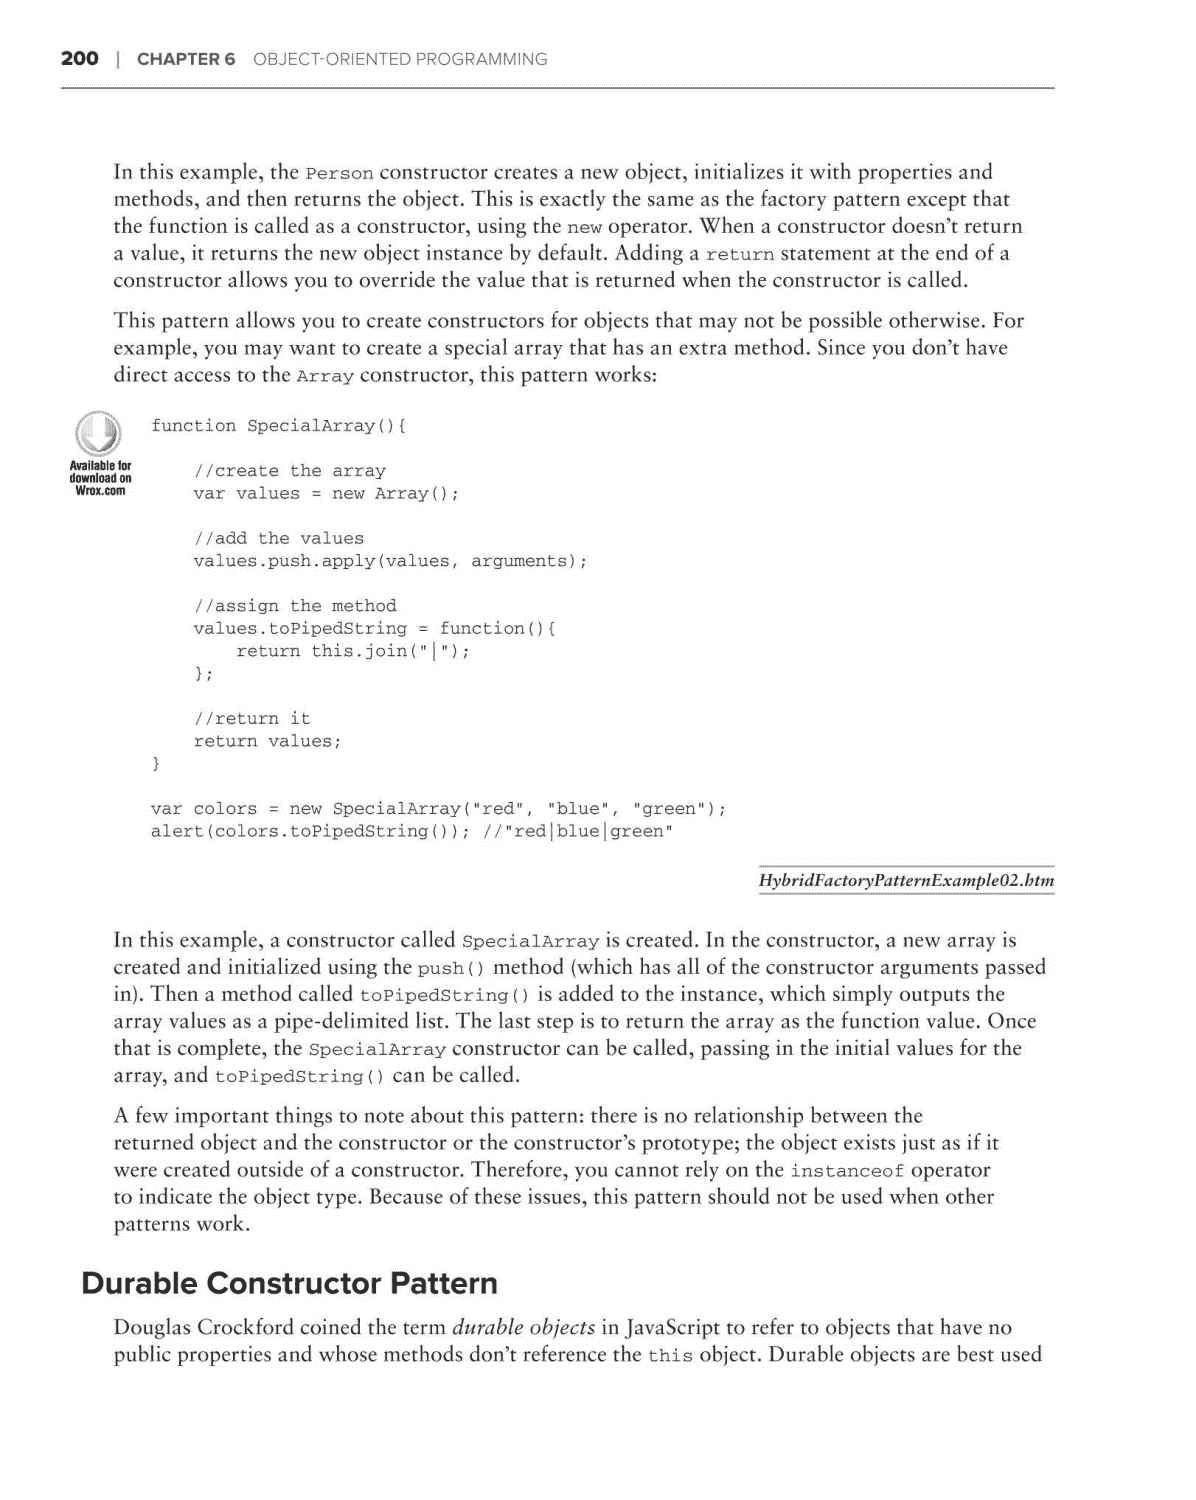 200 | CHAPTER 6 OBJECT-ORIENTED PROGRAMMING
In this example, the Person constructor creates a new object, initializes it with properties and
methods, and then returns the object. This is exactly the same as the factory pattern except that
the function is called as a constructor, using the new operator. When a constructor doesn’t return
a value, it returns the new object instance by default. Adding a return statement at the end of a
constructor allows you to override the value that is returned when the constructor is called.
This pattern allows you to create constructors for objects that may not be possible otherwise. For
example, you may want to create a special array that has an extra method. Since you don’t have
direct access to the Array constructor, this pattern works:
Available for
download on
Wrox.com
function SpecialArray(){
//create the array
var values = new Array();
//add the values
values.push.apply(values, arguments);
//assign the method
values.toPipedString = function(){
return this.join("|");
};
//return it
return values;
}
var colors = new SpecialArray("red", "blue", "green");
alert(colors.toPipedString()); //"red|blue|green"
HybridFactoryPatternExample02.htm
In this example, a constructor called SpecialArray is created. In the constructor, a new array is
created and initialized using the push() method (which has all of the constructor arguments passed
in). Then a method called toPipedString() is added to the instance, which simply outputs the
array values as a pipe-delimited list. The last step is to return the array as the function value. Once
that is complete, the SpecialArray constructor can be called, passing in the initial values for the
array, and toPipedString() can be called.
A few important things to note about this pattern: there is no relationship between the
returned object and the constructor or the constructor’s prototype; the object exists just as if it
were created outside of a constructor. Therefore, you cannot rely on the instanceof operator
to indicate the object type. Because of these issues, this pattern should not be used when other
patterns work.
Durable Constructor Pattern
Douglas Crockford coined the term durable objects in JavaScript to refer to objects that have no
public properties and whose methods don’t reference the this object. Durable objects are best used